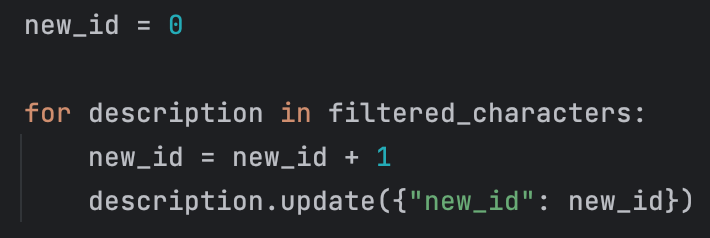 new_id = 0
for description in filtered_characters:
    new_id = new_id + 1
    description.update({"new_id": new_id})